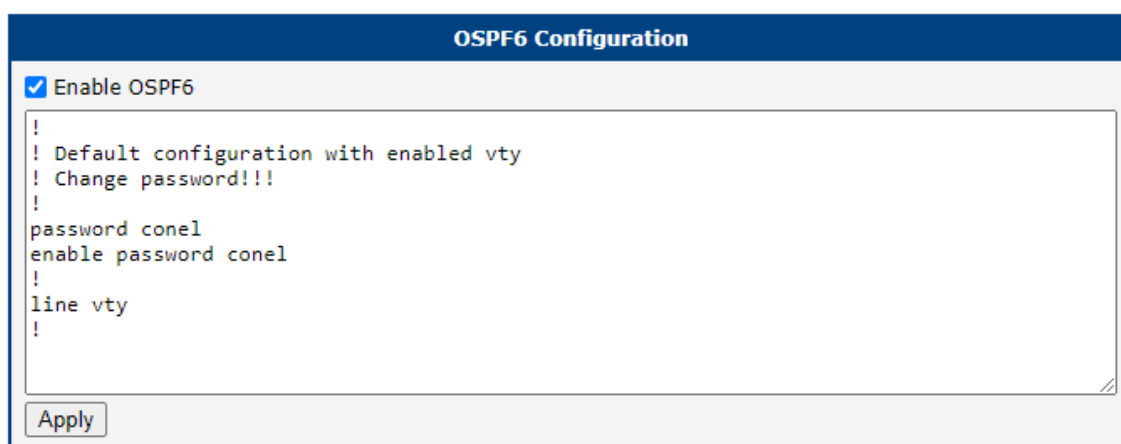 OSPF6 Configuration
Enable OSPF6
!
! Default configuration with enabled vty
! Change password!!!
!
password conel
enable password conel
!
line vty
!
Apply